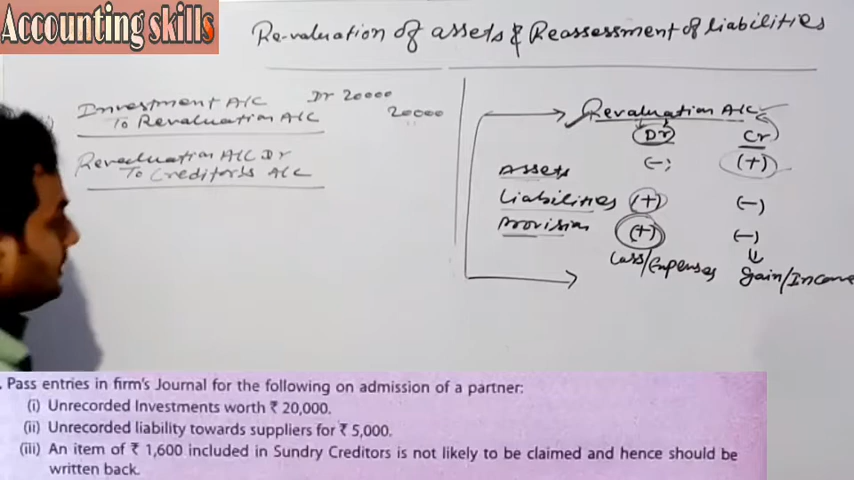 Accounting skills
Re-valuation of assets & Reassessment of liabilities
Investment A/C Dr 20000
To Revaluation A/C 20000
Revaluation A/C Dr
To Creditors A/C
Revaluation A/C
Dr Cr
Assets (-) (+)
Liabilities (+) (-)
Provision (+) (-)
Loss/Expenses Gain/Income
Pass entries in firm's Journal for the following on admission of a partner:
(i) Unrecorded Investments worth ₹ 20,000.
(ii) Unrecorded liability towards suppliers for ₹ 5,000.
(iii) An item of ₹ 1,600 included in Sundry Creditors is not likely to be claimed and hence should be
written back.